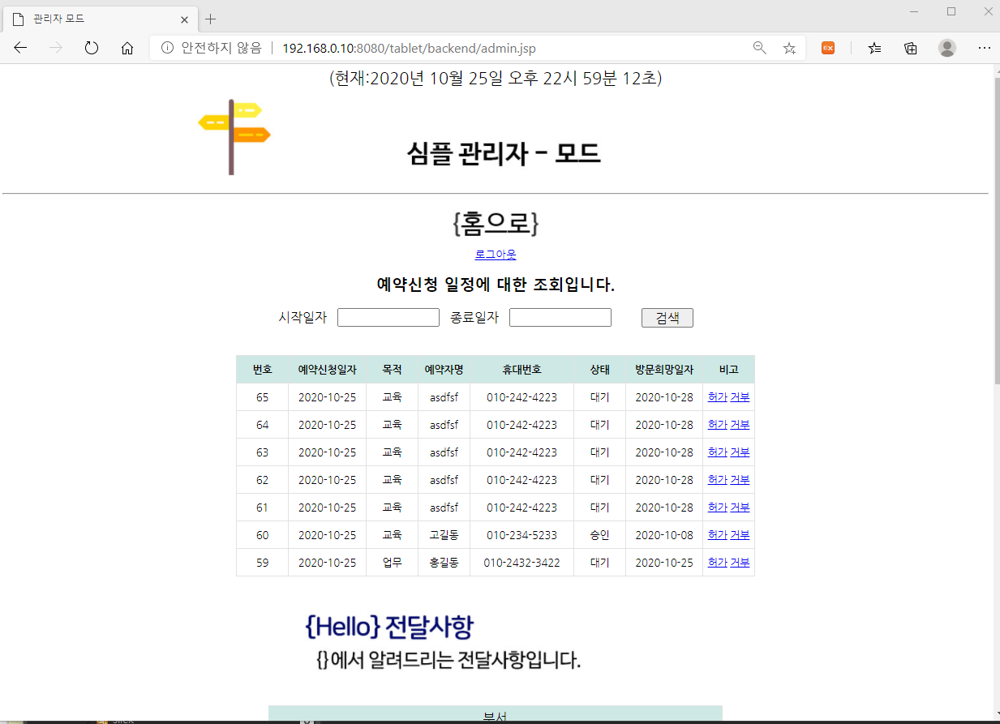 관리자 모드
안전하지 않음 192.168.0.10:8080/tablet/backend/admin.jsp
EX
(현재:2020년 10월 25일 오후 22시 59분 12초)
심플 관리자 - 모드
{홈으로}
로그아웃
예약신청 일정에 대한 조회입니다.
시작일자 종료일자 검색
번호 예약신청일자 목적 예약자명 휴대번호 상태 방문희망일자 비고
65 2020-10-25 교육 asdfsf 010-242-4223 대기 2020-10-28 허가 거부
64 2020-10-25 교육 asdfsf 010-242-4223 대기 2020-10-28 허가 거부
63 2020-10-25 교육 asdfsf 010-242-4223 대기 2020-10-28 허가 거부
62 2020-10-25 교육 asdfsf 010-242-4223 대기 2020-10-28 허가 거부
61 2020-10-25 교육 asdfsf 010-242-4223 대기 2020-10-28 허가 거부
60 2020-10-25 교육 고길동 010-234-5233 승인 2020-10-08 허가 거부
59 2020-10-25 업무 홍길동 010-2432-3422 대기 2020-10-25 허가 거부
{Hello} 전달사항
{}에서 알려드리는 전달사항입니다.
부서